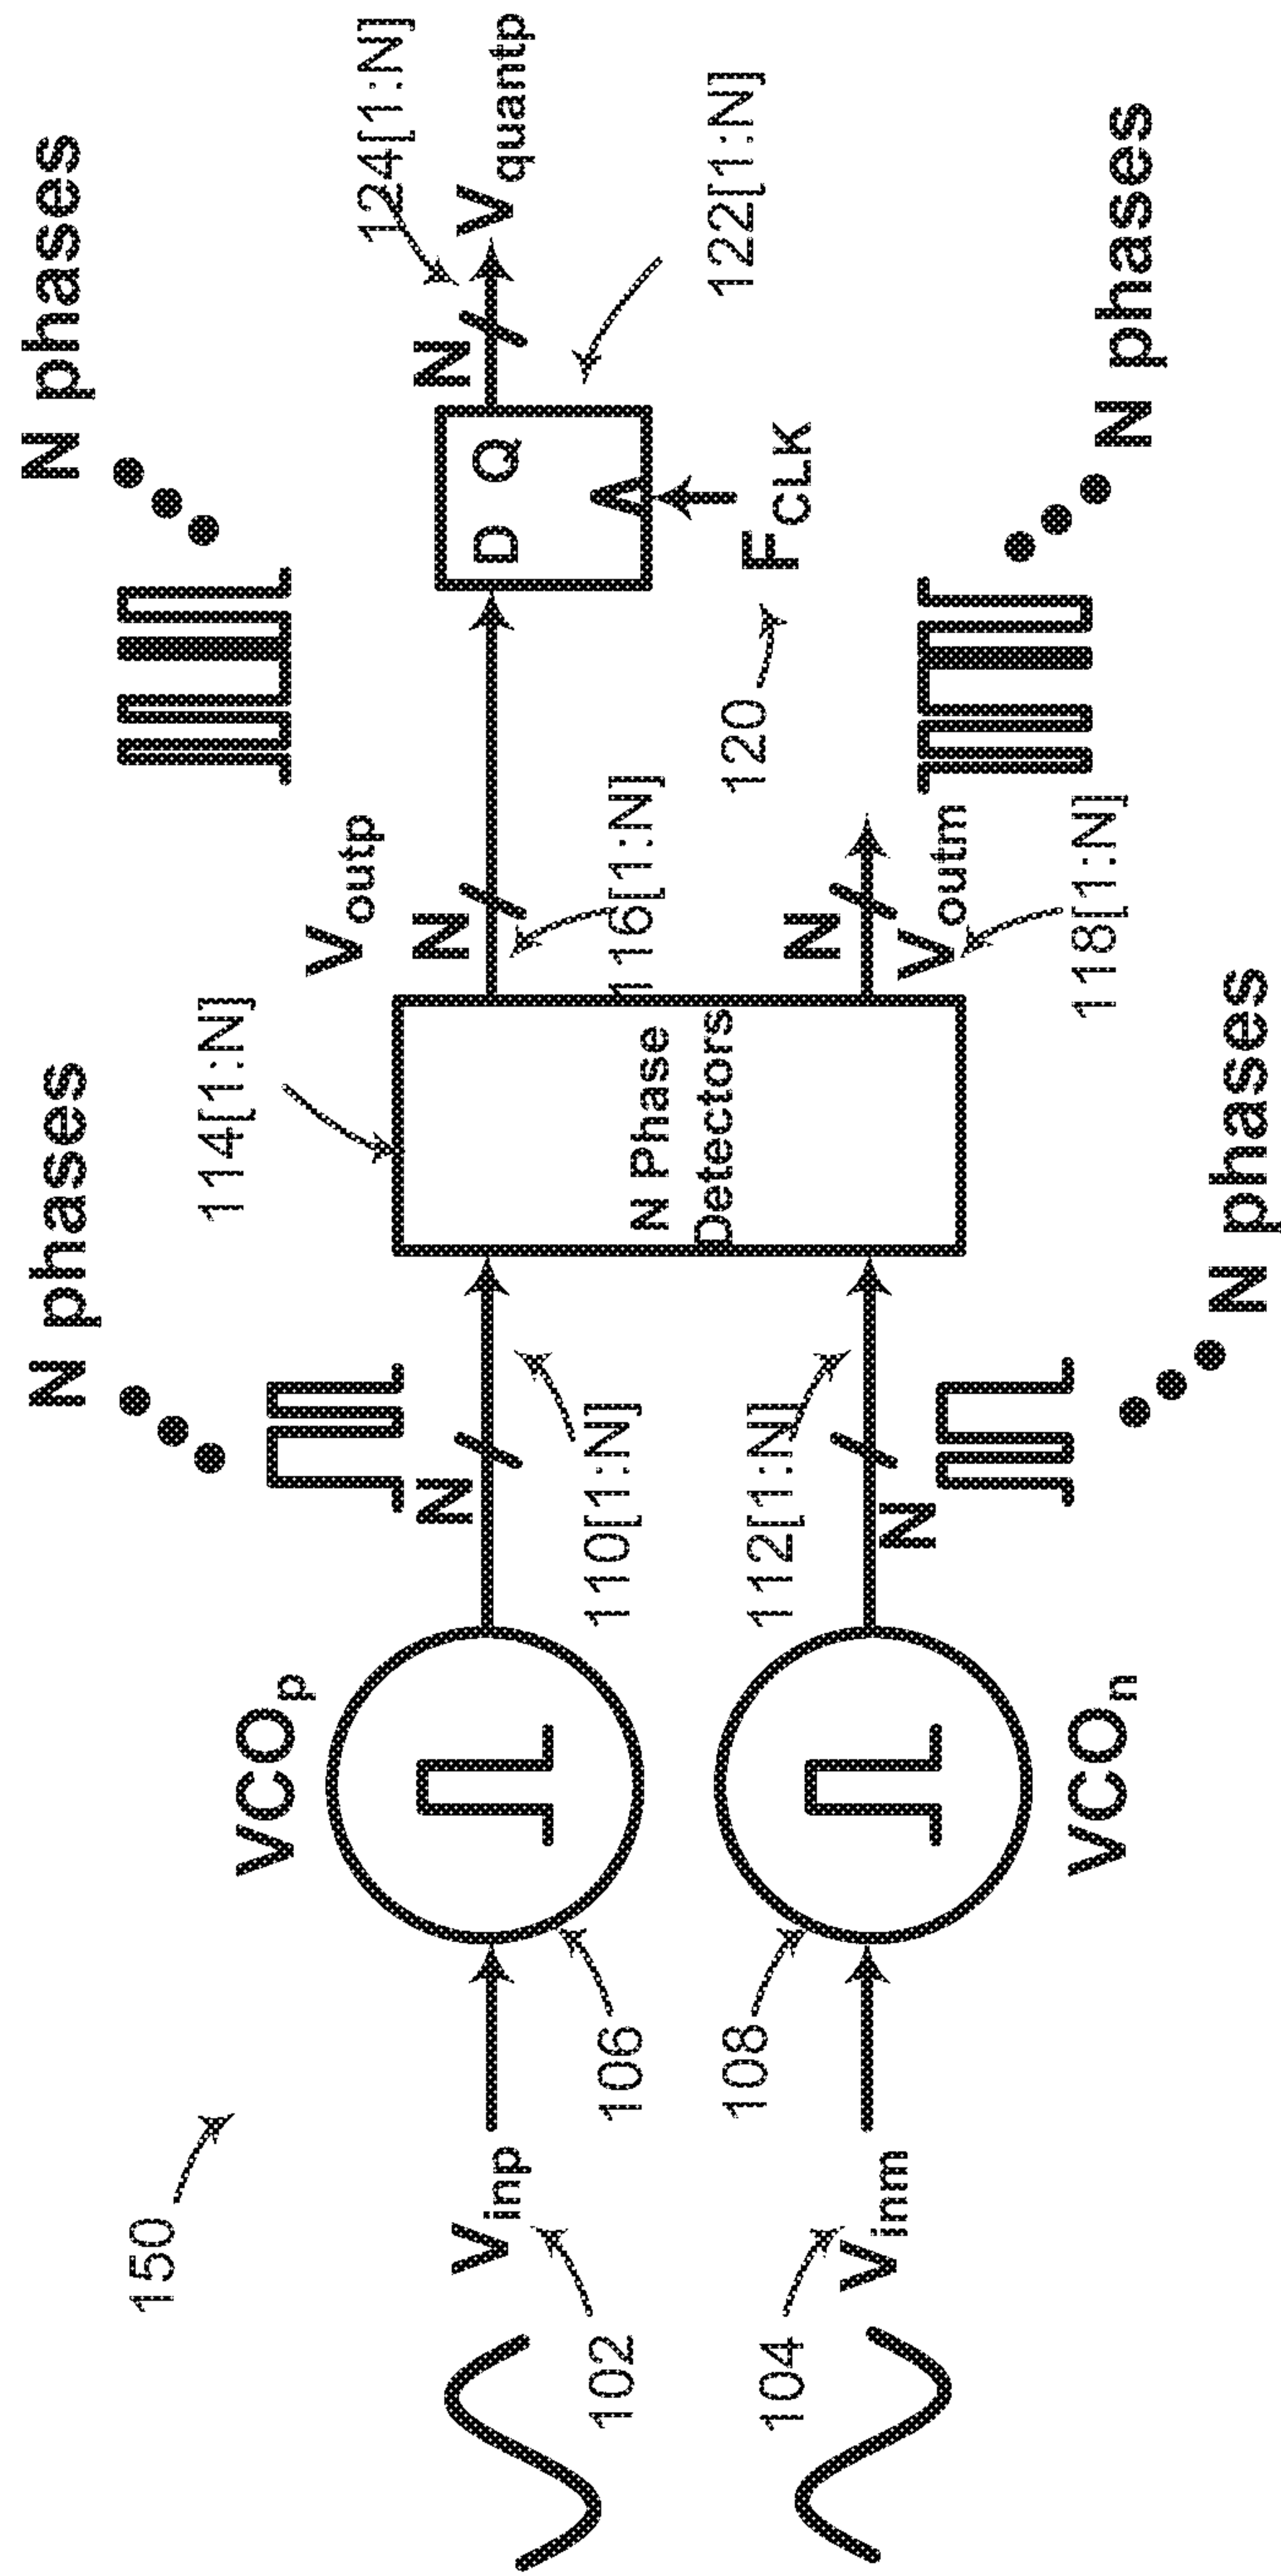 150
N phases
N phases
114[1:N]
124[1:N]
VCOp
N
Voutp
N
N
Vquantp
Vinp
102
106
110[1:N]
N Phase
Detectors
116[1:N]
D Q
122[1:N]
FCLK
120
104
108
112[1:N]
N
Vinm
N
Voutm
118[1:N]
VCOn
N phases
N phases